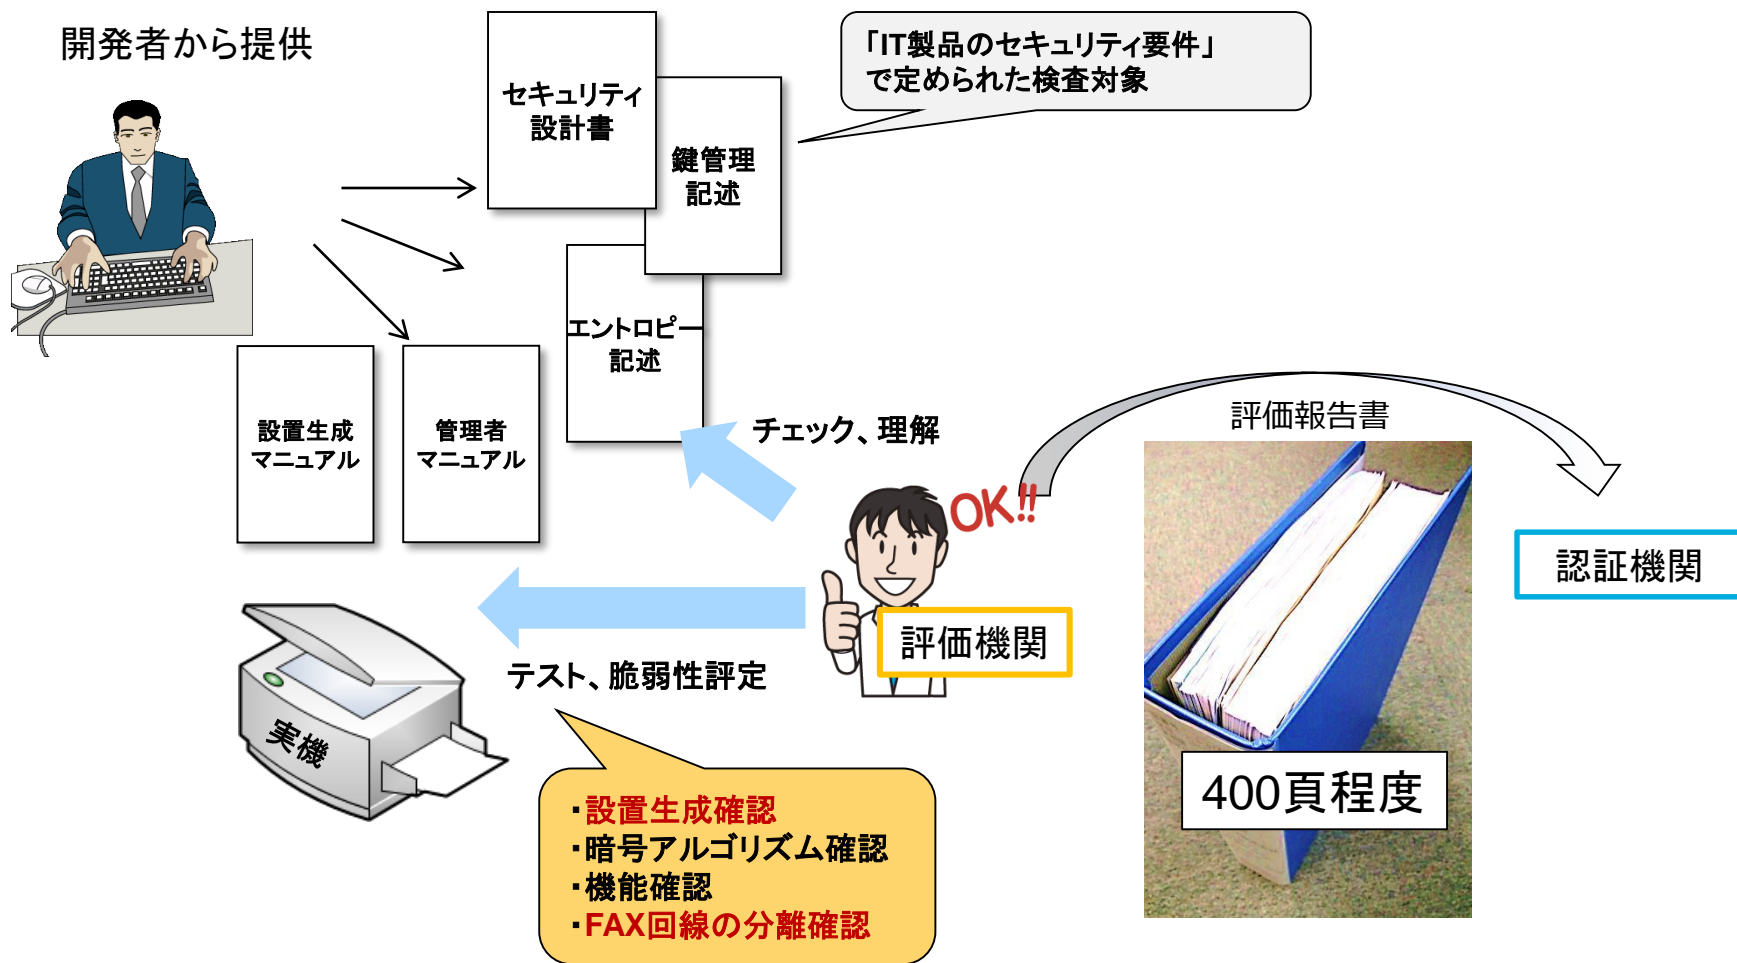 開発者から提供
セキュリティ
設計書
「IT製品のセキュリティ要件」
で定められた検査対象
鍵管理
記述
エントロピー
記述
設置生成
マニュアル
管理者
マニュアル
チェック、理解
評価報告書
OK!!
認証機関
評価機関
テスト、脆弱性評定
実機
400頁程度
・設置生成確認
・暗号アルゴリズム確認
・機能確認
・FAX回線の分離確認